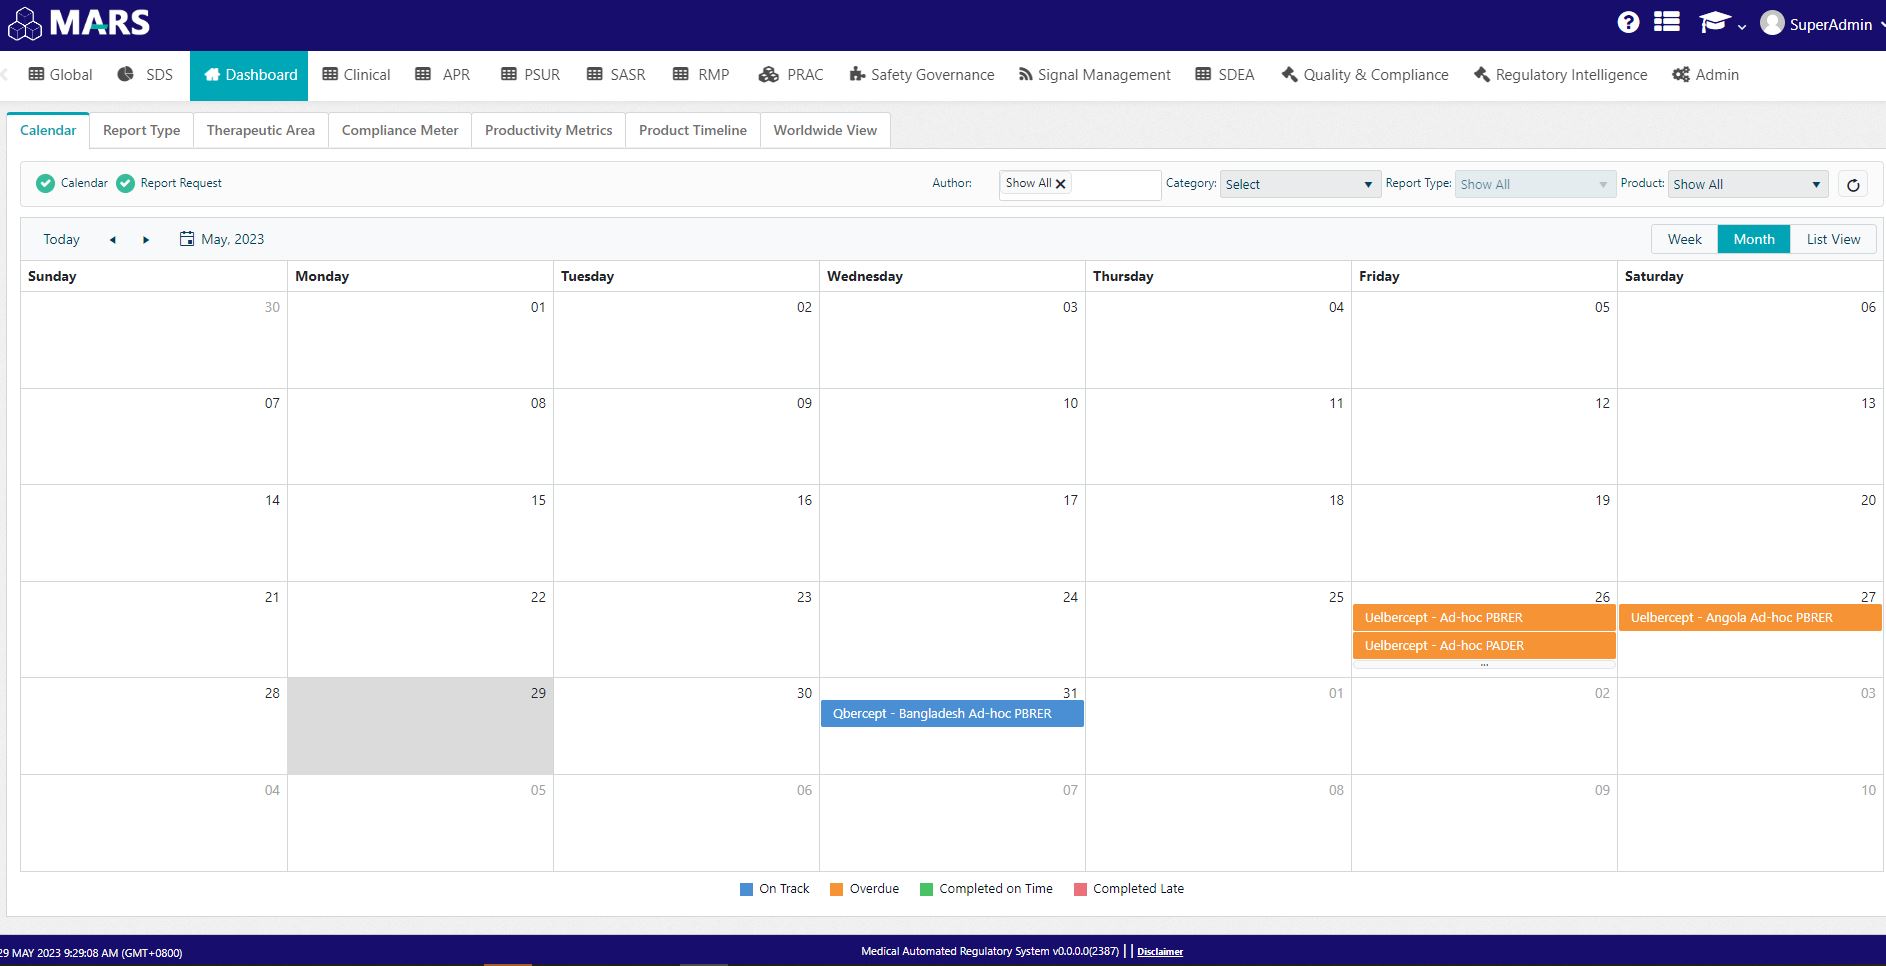 MARS
SuperAdmin
Global SDS Dashboard Clinical APR PSUR SASR RMP PRAC Safety Governance Signal Management SDEA Quality & Compliance Regulatory Intelligence Admin
Calendar Report Type Therapeutic Area Compliance Meter Productivity Metrics Product Timeline Worldwide View
Calendar Report Request Author: Show All Category: Select Report Type: Show All Product: Show All
Today May, 2023 Week Month List View
Sunday Monday Tuesday Wednesday Thursday Friday Saturday
30 01 02 03 04 05 06
07 08 09 10 11 12 13
14 15 16 17 18 19 20
21 22 23 24 25 26 27
Uelbercept - Ad-hoc PBRER Uelbercept - Angola Ad-hoc PBRER
Uelbercept - Ad-hoc PADER
...
28 29 30 31 01 02 03
Qbercept - Bangladesh Ad-hoc PBRER
04 05 06 07 08 09 10
On Track Overdue Completed on Time Completed Late
29 MAY 2023 9:29:08 AM (GMT+0800) Medical Automated Regulatory System v0.0.0.0(2387) || Disclaimer